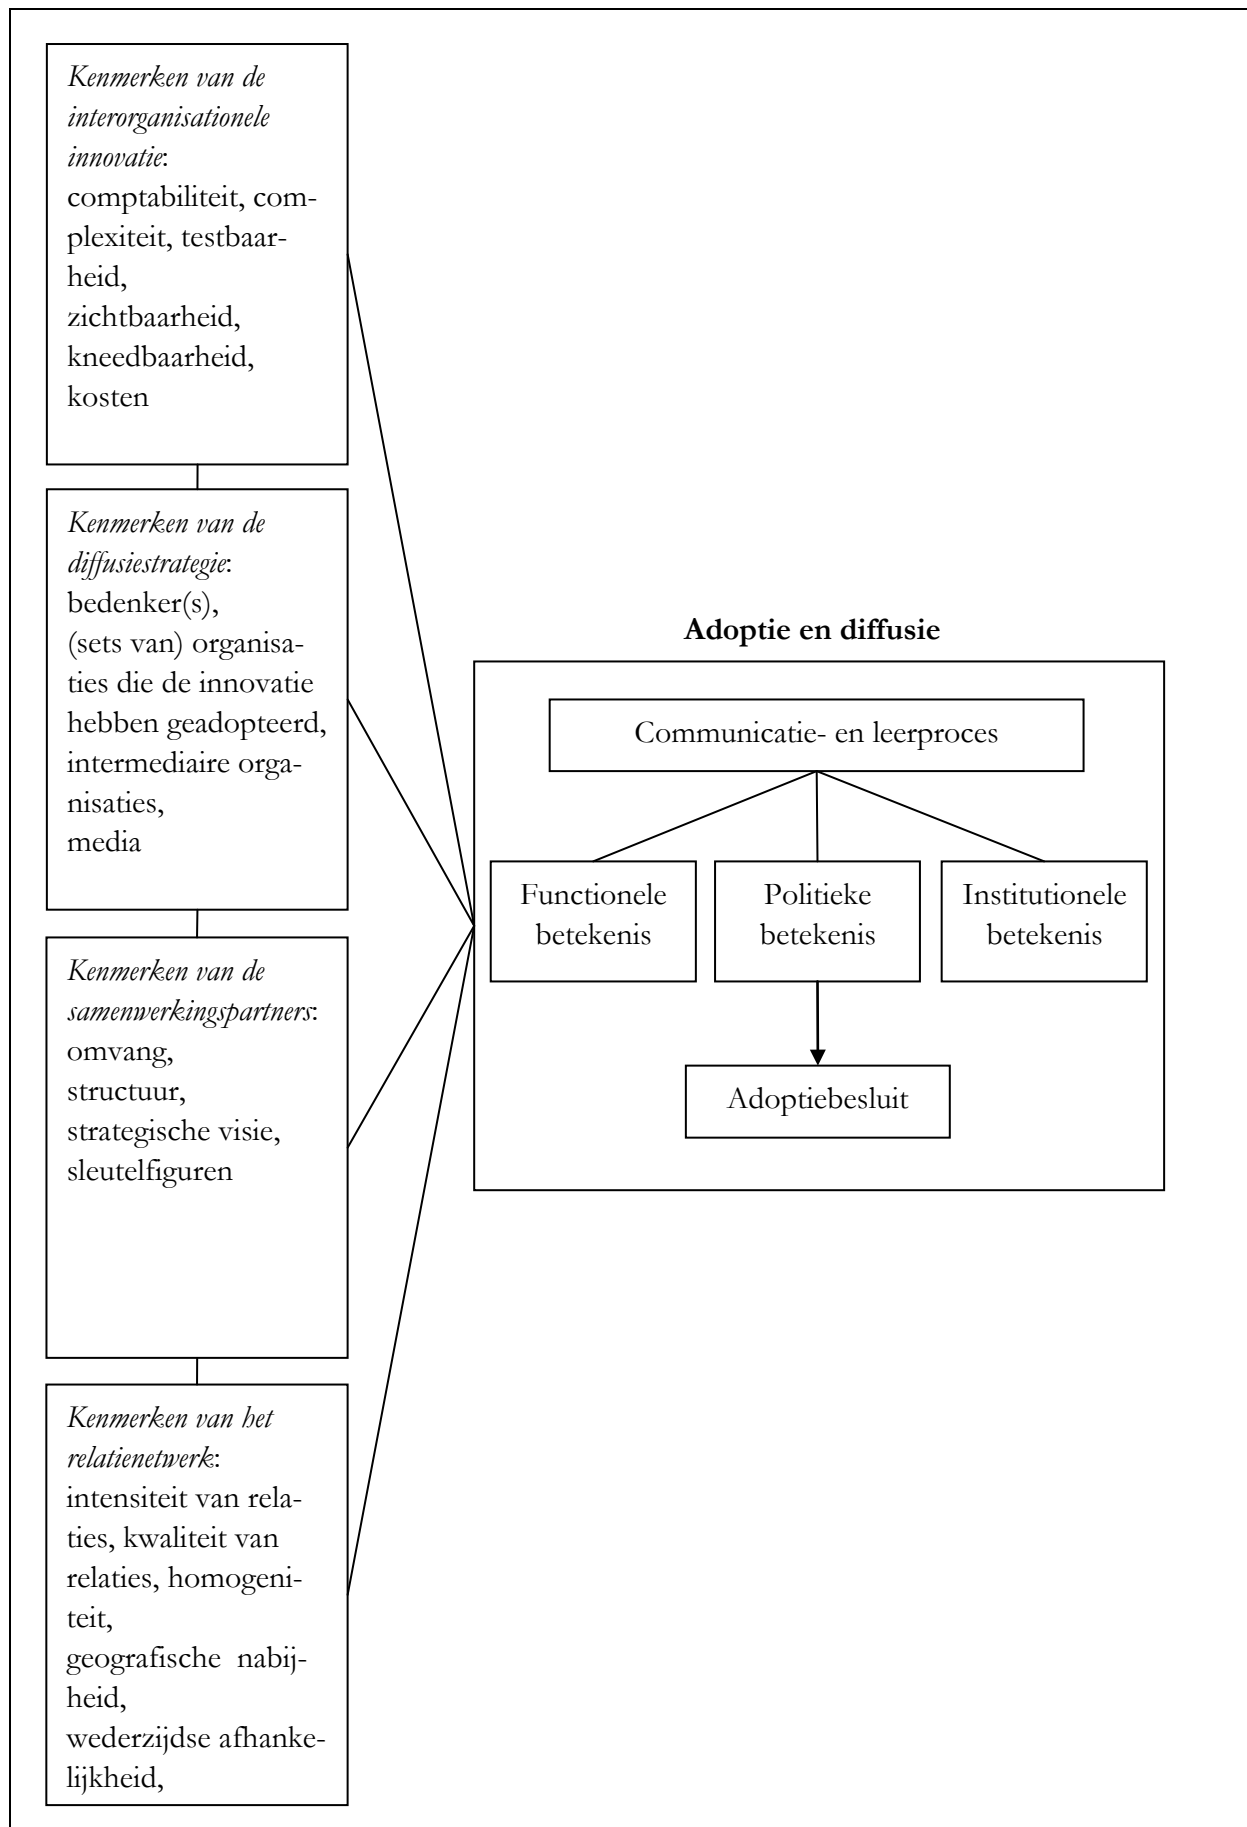 Kenmerken van de
interorganisationele
innovatie:
comptabiliteit, com-
plexiteit, testbaar-
heid,
zichtbaarheid,
kneedbaarheid,
kosten
Kenmerken van de
diffusiestrategie:
bedenker(s),
(sets van) organisa-
ties die de innovatie
hebben geadopteerd,
intermediaire orga-
nisaties,
media
Kenmerken van de
samenwerkingspartners:
omvang,
structuur,
strategische visie,
sleutelfiguren
Kenmerken van het
relatienetwerk:
intensiteit van rela-
ties, kwaliteit van
relaties, homogeni-
teit,
geografische nabij-
heid,
wederzijdse afhanke-
lijkheid,
Adoptie en diffusie
Communicatie- en leerproces
Functionele
betekenis
Politieke
betekenis
Institutionele
betekenis
Adoptiebesluit